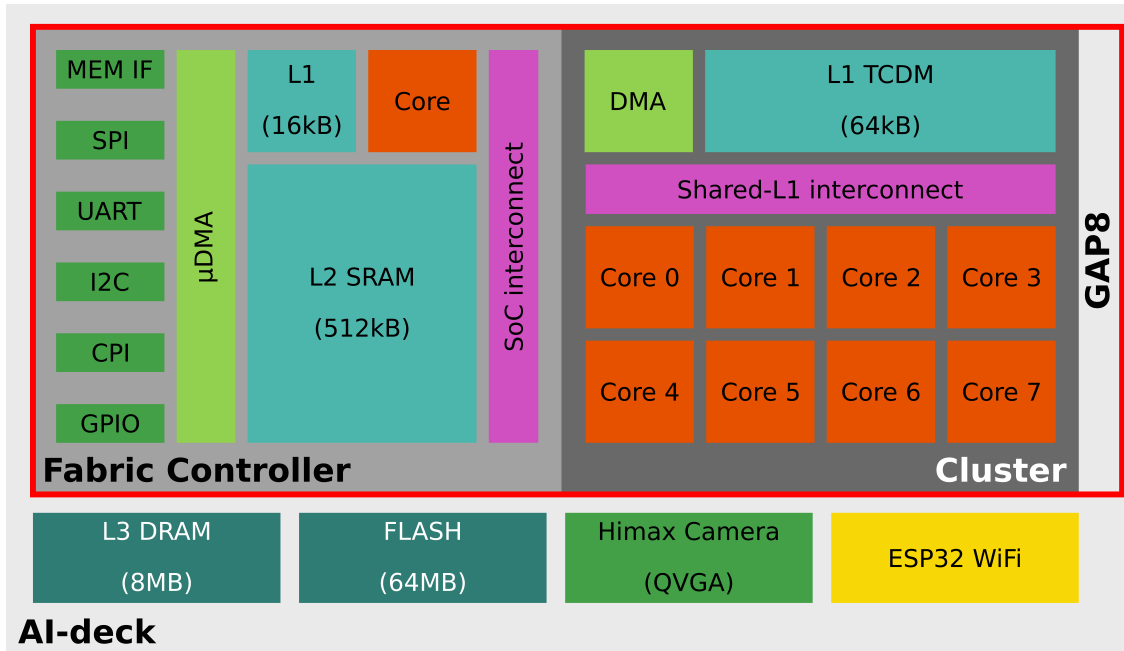 MEM IF
SPI
UART
I2C
CPI
GPIO
µDMA
L1
(16kB)
Core
L2 SRAM
(512kB)
SoC interconnect
Fabric Controller
DMA
L1 TCDM
(64kB)
Shared-L1 interconnect
Core 0
Core 1
Core 2
Core 3
Core 4
Core 5
Core 6
Core 7
Cluster
GAP8
L3 DRAM
(8MB)
FLASH
(64MB)
Himax Camera
(QVGA)
ESP32 WiFi
AI-deck